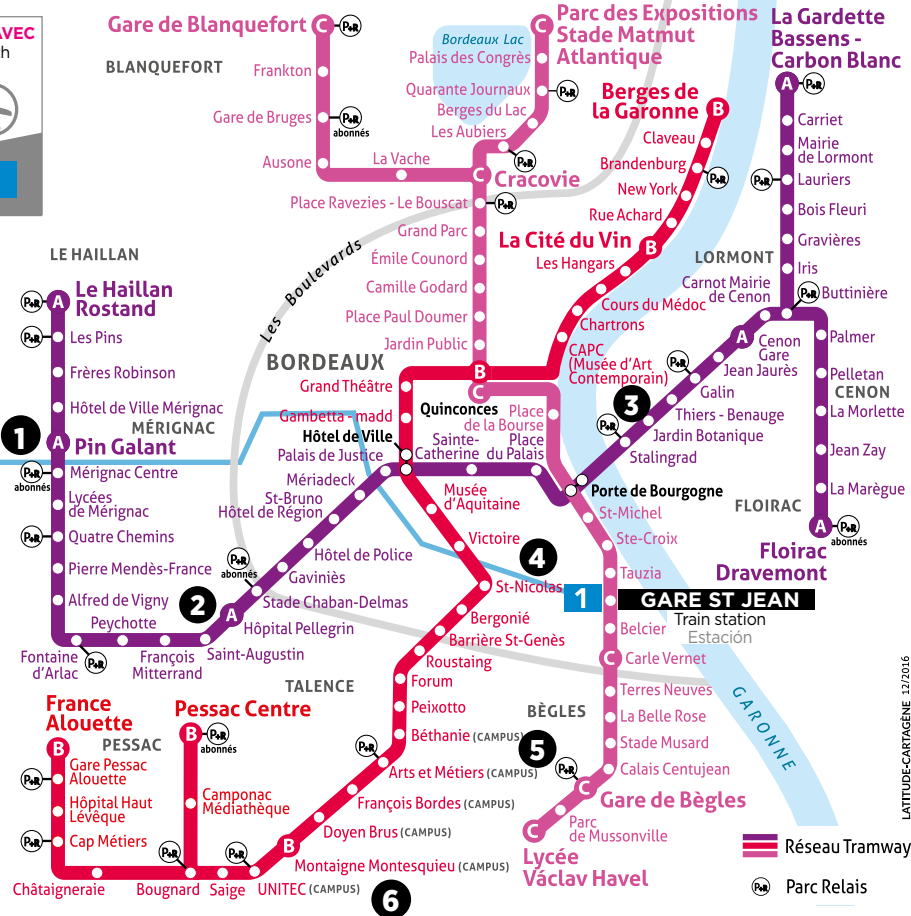 AVEC
h
Gare de Blanquefort
C
P+R
BLANQUEFORT
Frankton
Gare de Bruges
P+R
abonnés
Ausone
La Vache
Parc des Expositions
Stade Matmut
Atlantique
C
Bordeaux Lac
Palais des Congrès
Quarante Journaux
P+R
Berges du Lac
Les Aubiers
P+R
C
Cracovie
Place Ravezies - Le Bouscat
P+R
Grand Parc
Émile Counord
Camille Godard
Place Paul Doumer
Jardin Public
Berges de
la Garonne
B
Claveau
Brandenburg
P+R
New York
Rue Achard
La Cité du Vin
B
Les Hangars
Cours du Médoc
Chartrons
CAPC
(Musée d'Art
Contemporain)
La Gardette
Bassens -
Carbon Blanc
A
P+R
Carriet
Mairie
de Lormont
P+R
Lauriers
Bois Fleuri
Gravières
LORMONT
Iris
Carnot Mairie
de Cenon
P+R
Buttinière
A
Cenon
Gare
Jean Jaurès
P+R
Galin
3
Thiers - Benauge
P+R
Jardin Botanique
Stalingrad
Palmer
Pelletan
CENON
La Morlette
Jean Zay
La Marègue
FLOIRAC
A
P+R
abonnés
Floirac
Dravemont
LE HAILLAN
P+R
A
Le Haillan
Rostand
P+R
Les Pins
Frères Robinson
Hôtel de Ville Mérignac
MÉRIGNAC
1
A
Pin Galant
P+R
abonnés
Mérignac Centre
Lycées
de Mérignac
P+R
Quatre Chemins
Pierre Mendès-France
Alfred de Vigny
Peychotte
Fontaine
d'Arlac
P+R
François
Mitterrand
Saint-Augustin
2
A
Hôpital Pellegrin
Stade Chaban-Delmas
P+R
abonnés
Gaviniès
Hôtel de Police
St-Bruno
Hôtel de Région
Mériadeck
Les Boulevards
BORDEAUX
B
C
Quinconces
Grand Théâtre
Gambetta - madd
Hôtel de Ville
Palais de Justice
Sainte-
Catherine
Place
du Palais
Place
de la Bourse
Porte de Bourgogne
Musée
d'Aquitaine
Victoire
4
St-Nicolas
Bergonié
Barrière St-Genès
Roustaing
Forum
Peixotto
TALENCE
Béthanie (CAMPUS)
P+R
Arts et Métiers (CAMPUS)
François Bordes (CAMPUS)
Doyen Brus (CAMPUS)
B
Montaigne Montesquieu (CAMPUS)
6
UNITEC (CAMPUS)
P+R
Saige
P+R
Bougnard
Châtaigneraie
France
Alouette
B
PESSAC
Gare Pessac
Alouette
P+R
Hôpital Haut
Lévêque
P+R
Cap Métiers
Pessac Centre
B
P+R
abonnés
Camponac
Médiathèque
St-Michel
Ste-Croix
Tauzia
1
GARE ST JEAN
Train station
Estación
Belcier
C
Carle Vernet
Terres Neuves
La Belle Rose
BÈGLES
5
Stade Musard
P+R
Calais Centujean
C
Gare de Bègles
Parc
de Mussonville
C
Lycée
Václav Havel
GARONNE
LATITUDE-CARTAGÈNE 12/2016
Réseau Tramway
P+R
Parc Relais